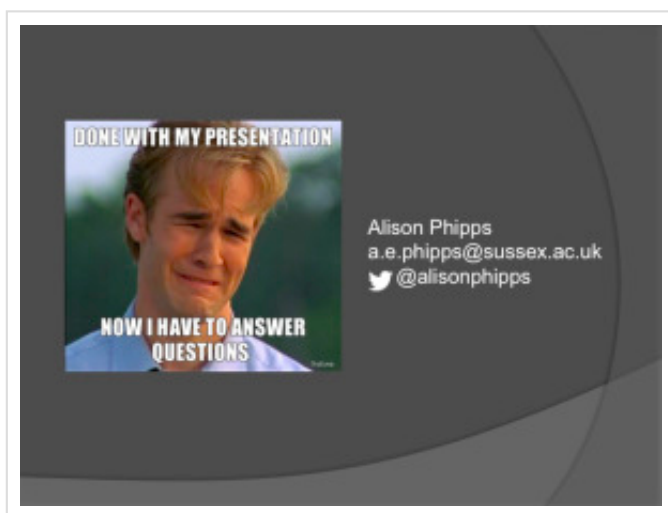 DONE WITH MY PRESENTATION
NOW I HAVE TO ANSWER
QUESTIONS
Alison Phipps
a.e.phipps@sussex.ac.uk
@alisonphipps